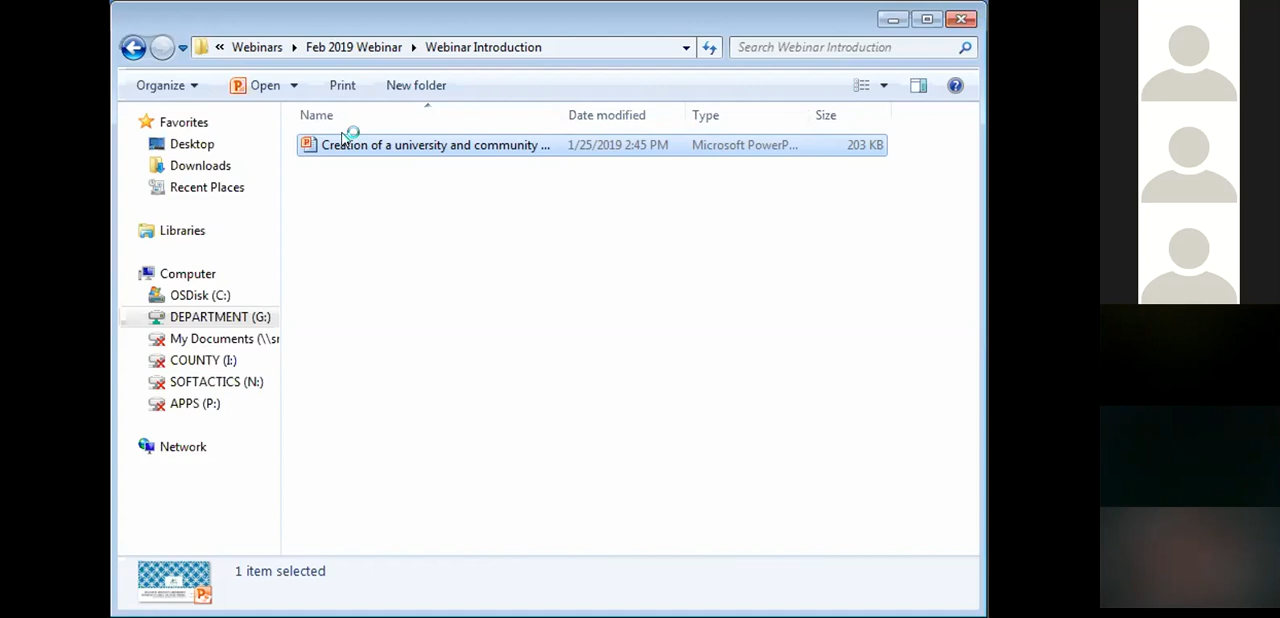 « Webinars Feb 2019 Webinar Webinar Introduction
Search Webinar Introduction
Organize Open Print New folder
Name Date modified Type Size
Creation of a university and community ... 1/25/2019 2:45 PM Microsoft PowerP... 203 KB
Favorites
Desktop
Downloads
Recent Places
Libraries
Computer
OSDisk (C:)
DEPARTMENT (G:)
My Documents (\\sr
COUNTY (I:)
SOFTACTICS (N:)
APPS (P:)
Network
1 item selected